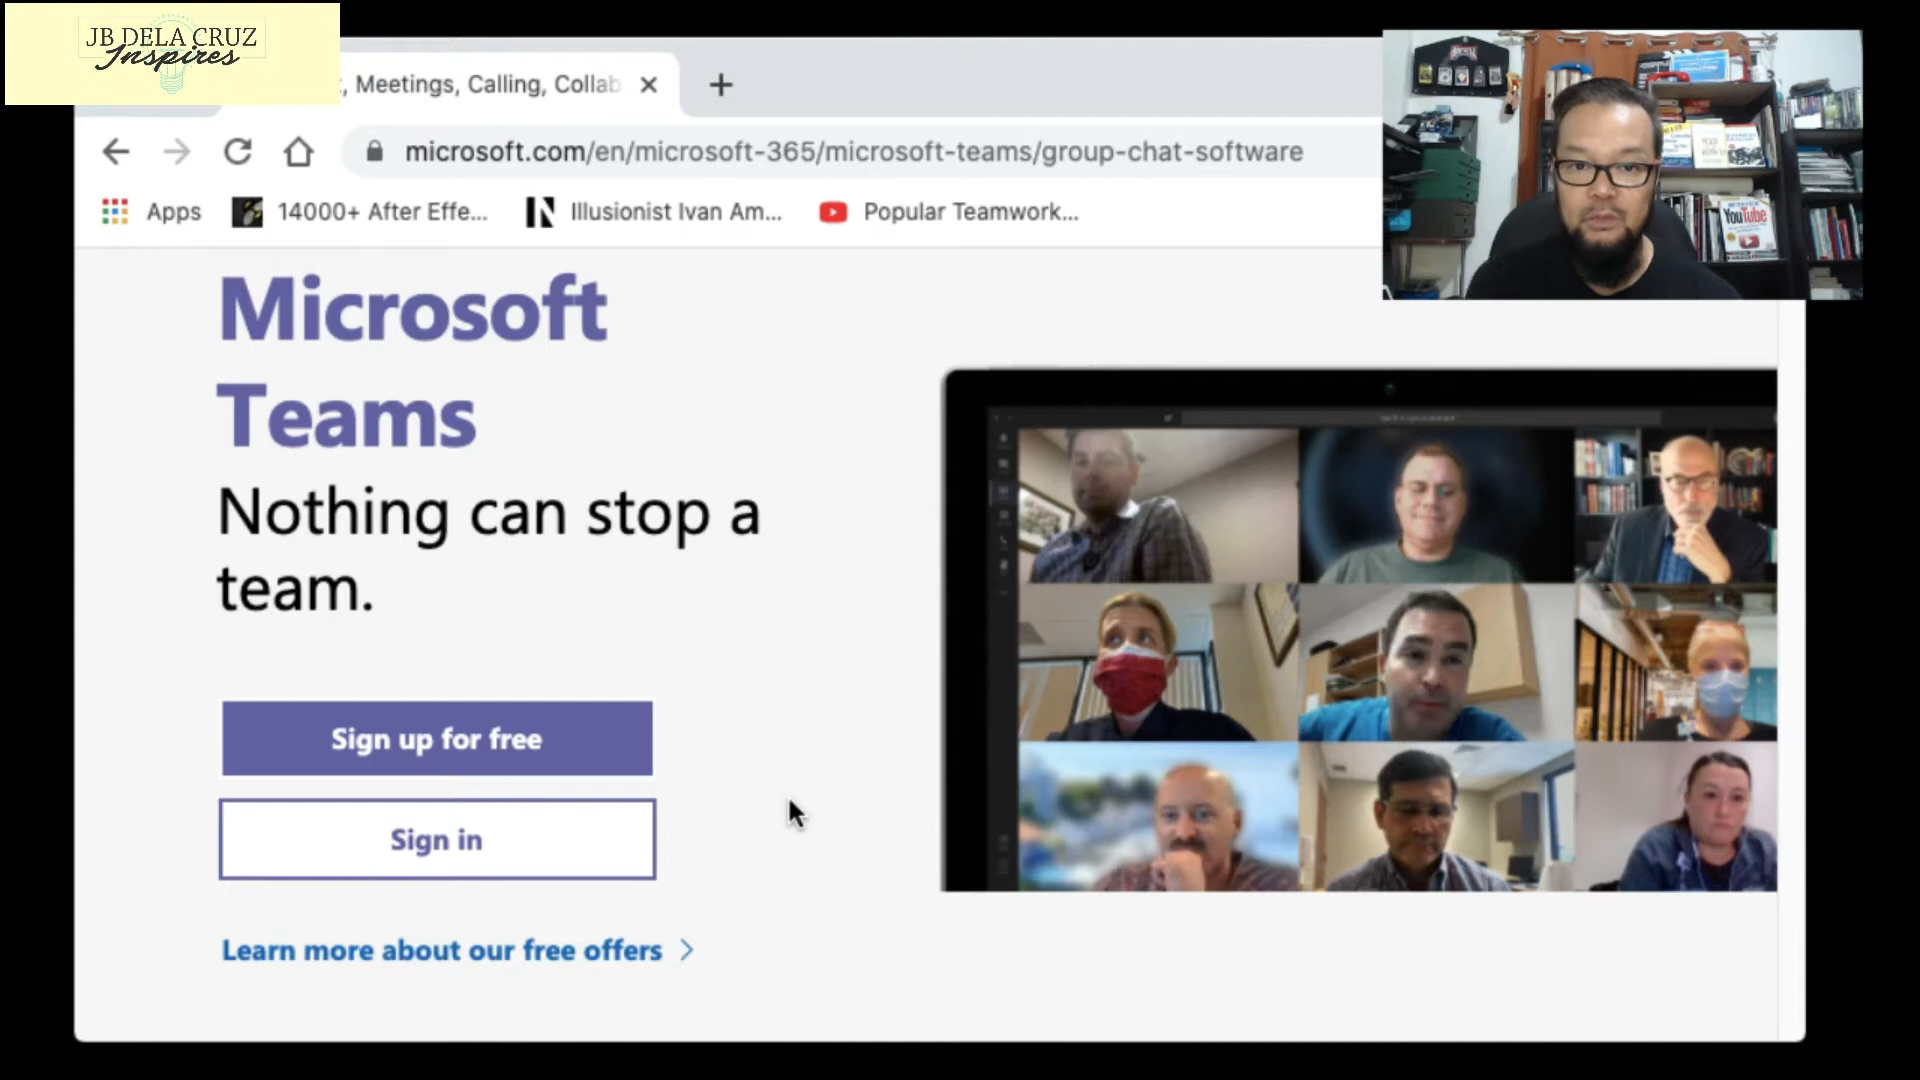 JB DELA CRUZ
Inspires
, Meetings, Calling, Collab
microsoft.com/en/microsoft-365/microsoft-teams/group-chat-software
Apps
14000+ After Effe...
Illusionist Ivan Am...
Popular Teamwork...
YouTube
Microsoft
Teams
Nothing can stop a
team.
Sign up for free
Sign in
Learn more about our free offers